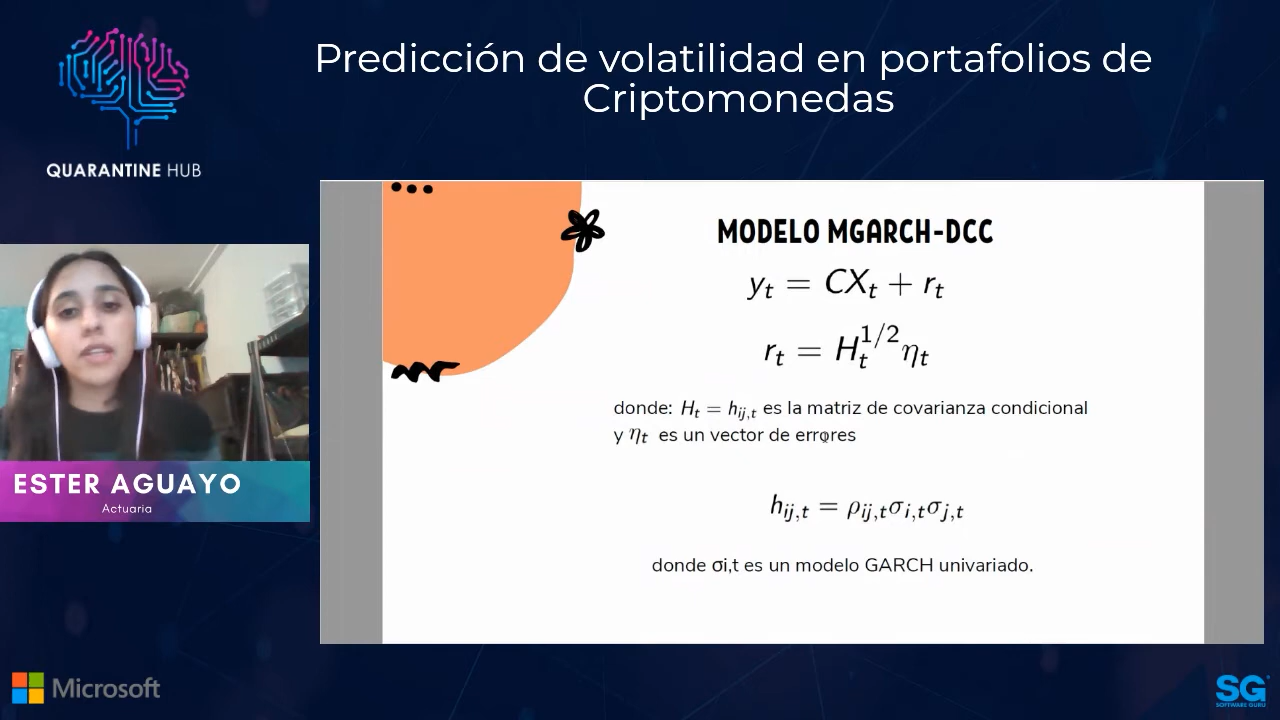 Predicción de volatilidad en portafolios de
Criptomonedas
QUARANTINE HUB
MODELO MGARCH-DCC
y_t = CX_t + r_t
r_t = H_t^{1/2} η_t
donde: H_t = h_{ij,t} es la matriz de covarianza condicional
y η_t es un vector de errores
h_{ij,t} = ρ_{ij,t}σ_{i,t}σ_{j,t}
donde σi,t es un modelo GARCH univariado.
ESTER AGUAYO
Actuaria
Microsoft
SG
SOFTWARE GURU